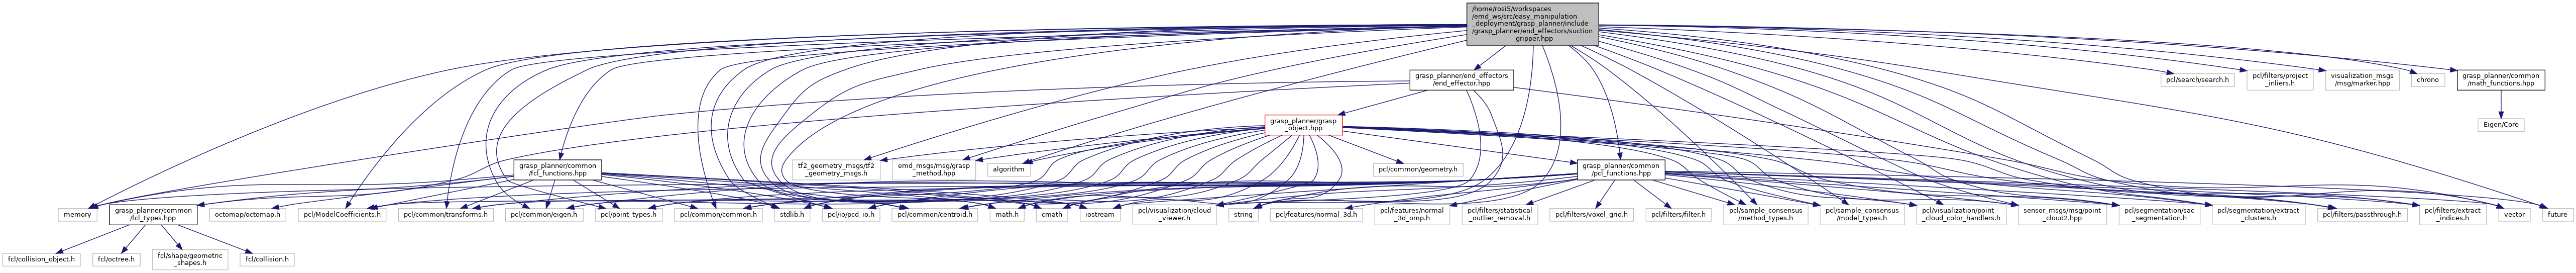 /home/rosi5/workspaces
/emd_ws/src/easy_manipulation
_deployment/grasp_planner/include
/grasp_planner/end_effectors/suction
_gripper.hpp
grasp_planner/end_effectors
/end_effector.hpp
pcl/search/search.h
pcl/filters/project
_inliers.h
visualization_msgs
/msg/marker.hpp
chrono
grasp_planner/common
/math_functions.hpp
grasp_planner/grasp
_object.hpp
Eigen/Core
grasp_planner/common
/fcl_functions.hpp
tf2_geometry_msgs/tf2
_geometry_msgs.h
emd_msgs/msg/grasp
_method.hpp
algorithm
pcl/common/geometry.h
grasp_planner/common
/pcl_functions.hpp
memory
grasp_planner/common
/fcl_types.hpp
octomap/octomap.h
pcl/ModelCoefficients.h
pcl/common/transforms.h
pcl/common/eigen.h
pcl/point_types.h
pcl/common/common.h
stdlib.h
pcl/io/pcd_io.h
pcl/common/centroid.h
math.h
cmath
iostream
pcl/visualization/cloud
_viewer.h
string
pcl/features/normal_3d.h
pcl/features/normal
_3d_omp.h
pcl/filters/statistical
_outlier_removal.h
pcl/filters/voxel_grid.h
pcl/filters/filter.h
pcl/sample_consensus
/method_types.h
pcl/sample_consensus
/model_types.h
pcl/visualization/point
_cloud_color_handlers.h
sensor_msgs/msg/point
_cloud2.hpp
pcl/segmentation/sac
_segmentation.h
pcl/segmentation/extract
_clusters.h
pcl/filters/passthrough.h
pcl/filters/extract
_indices.h
vector
future
fcl/collision_object.h
fcl/octree.h
fcl/shape/geometric
_shapes.h
fcl/collision.h